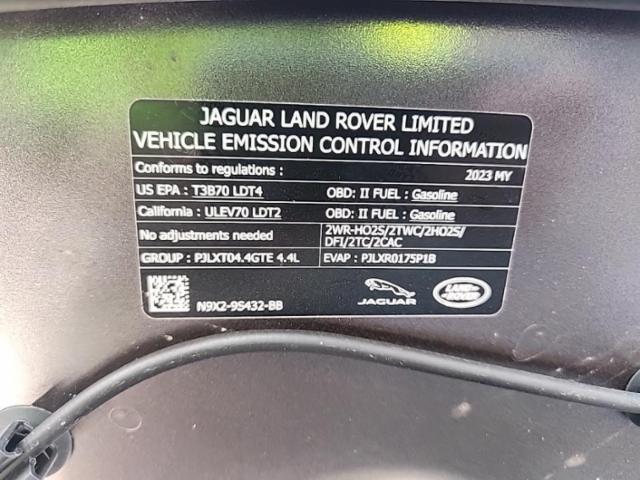 JAGUAR LAND ROVER LIMITED
VEHICLE EMISSION CONTROL INFORMATION
Conforms to regulations : 2023 MY
US EPA : T3B70 LDT4 OBD: II FUEL : Gasoline
California : ULEV70 LDT2 OBD: II FUEL : Gasoline
No adjustments needed 2WR-HO2S/2TWC/2HO2S/
DFI/2TC/2CAC
GROUP : PJLXT04.4GTE 4.4L EVAP : PJLXR0175P1B
N9X2-9S432-BB JAGUAR LAND-ROVER